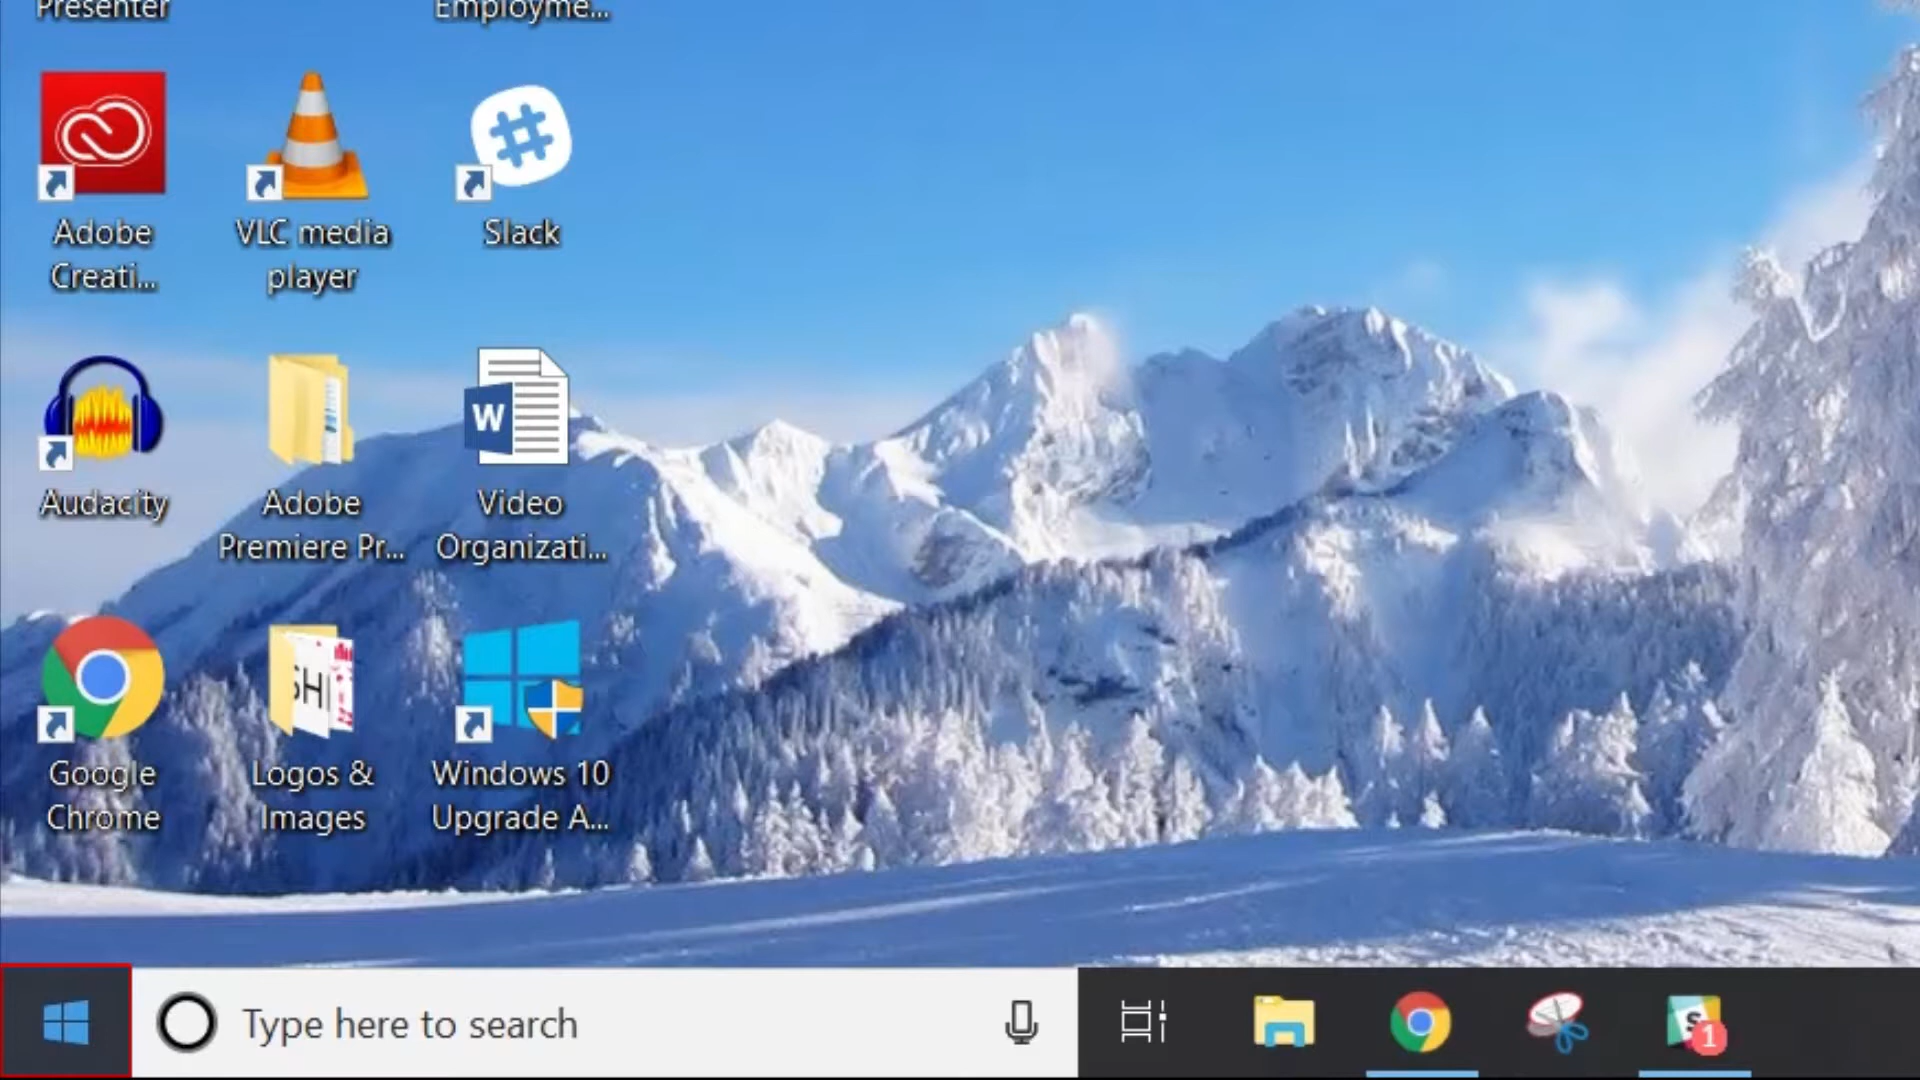 Presenter
Employme...
Adobe
Creati...
VLC media
player
Slack
Audacity
Adobe
Premiere Pr...
W
Video
Organizati...
Google
Chrome
SHI
Logos &
Images
Windows 10
Upgrade A...
Type here to search
S
1